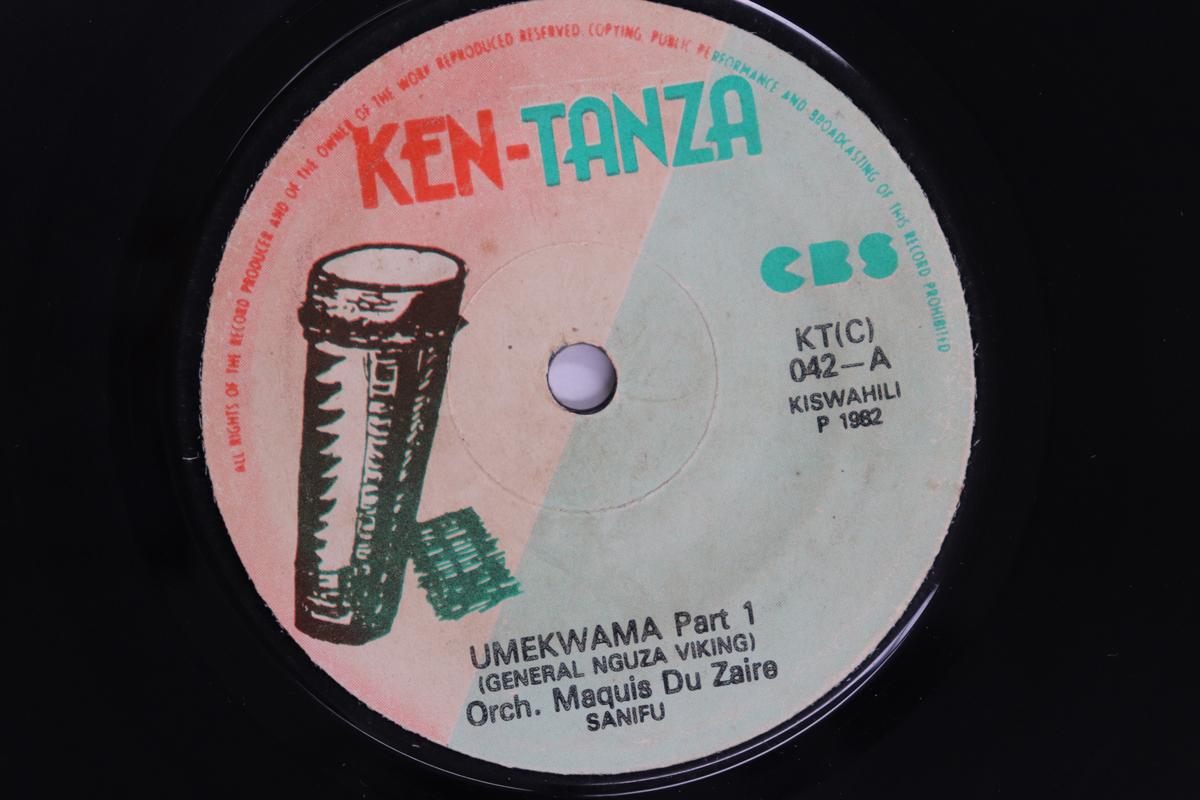 ALL RIGHTS OF THE RECORD PRODUCER AND OF THE OWNER OF THE WORK REPRODUCED RESERVED. COPYING, PUBLIC PERFORMANCE AND BROADCASTING OF THIS RECORD PROHIBITED
KEN-TANZA
CBS
KT(C)
042—A
KISWAHILI
P 1982
UMEKWAMA Part 1
(GENERAL NGUZA VIKING)
Orch. Maquis Du Zaire
SANIFU